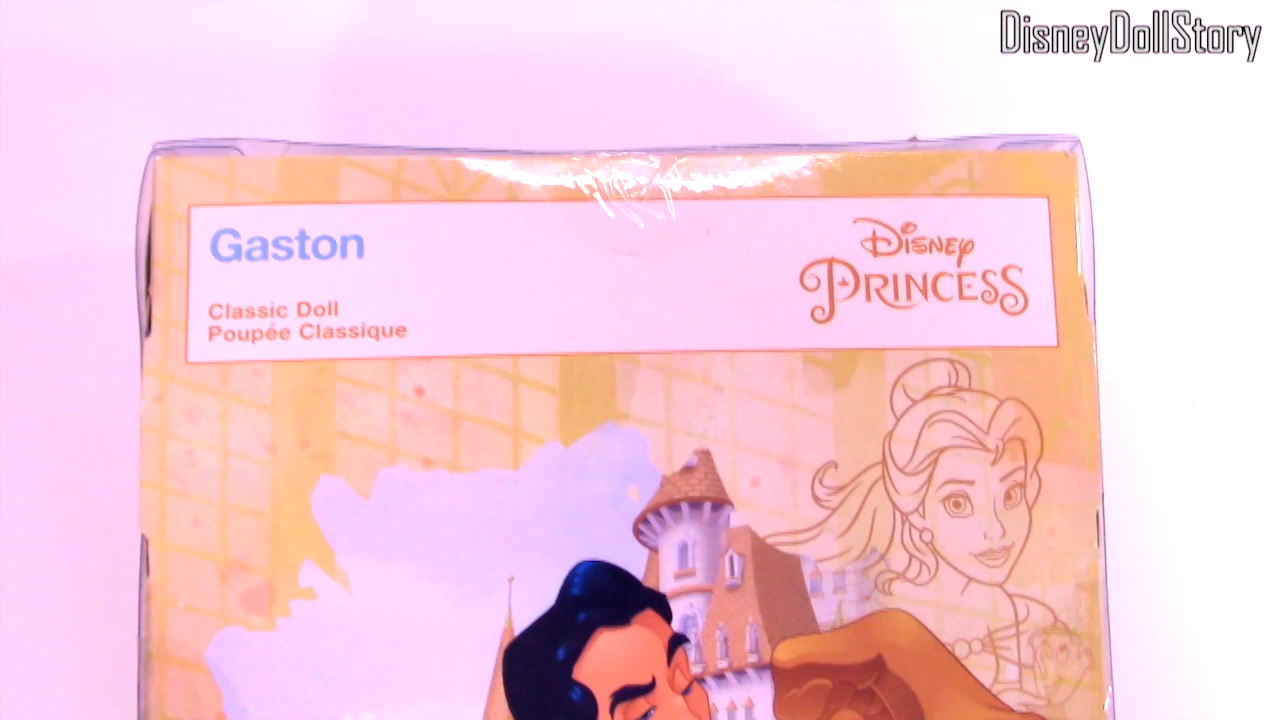 DisneyDollStory
Gaston
Disney
PRINCESS
Classic Doll
Poupée Classique